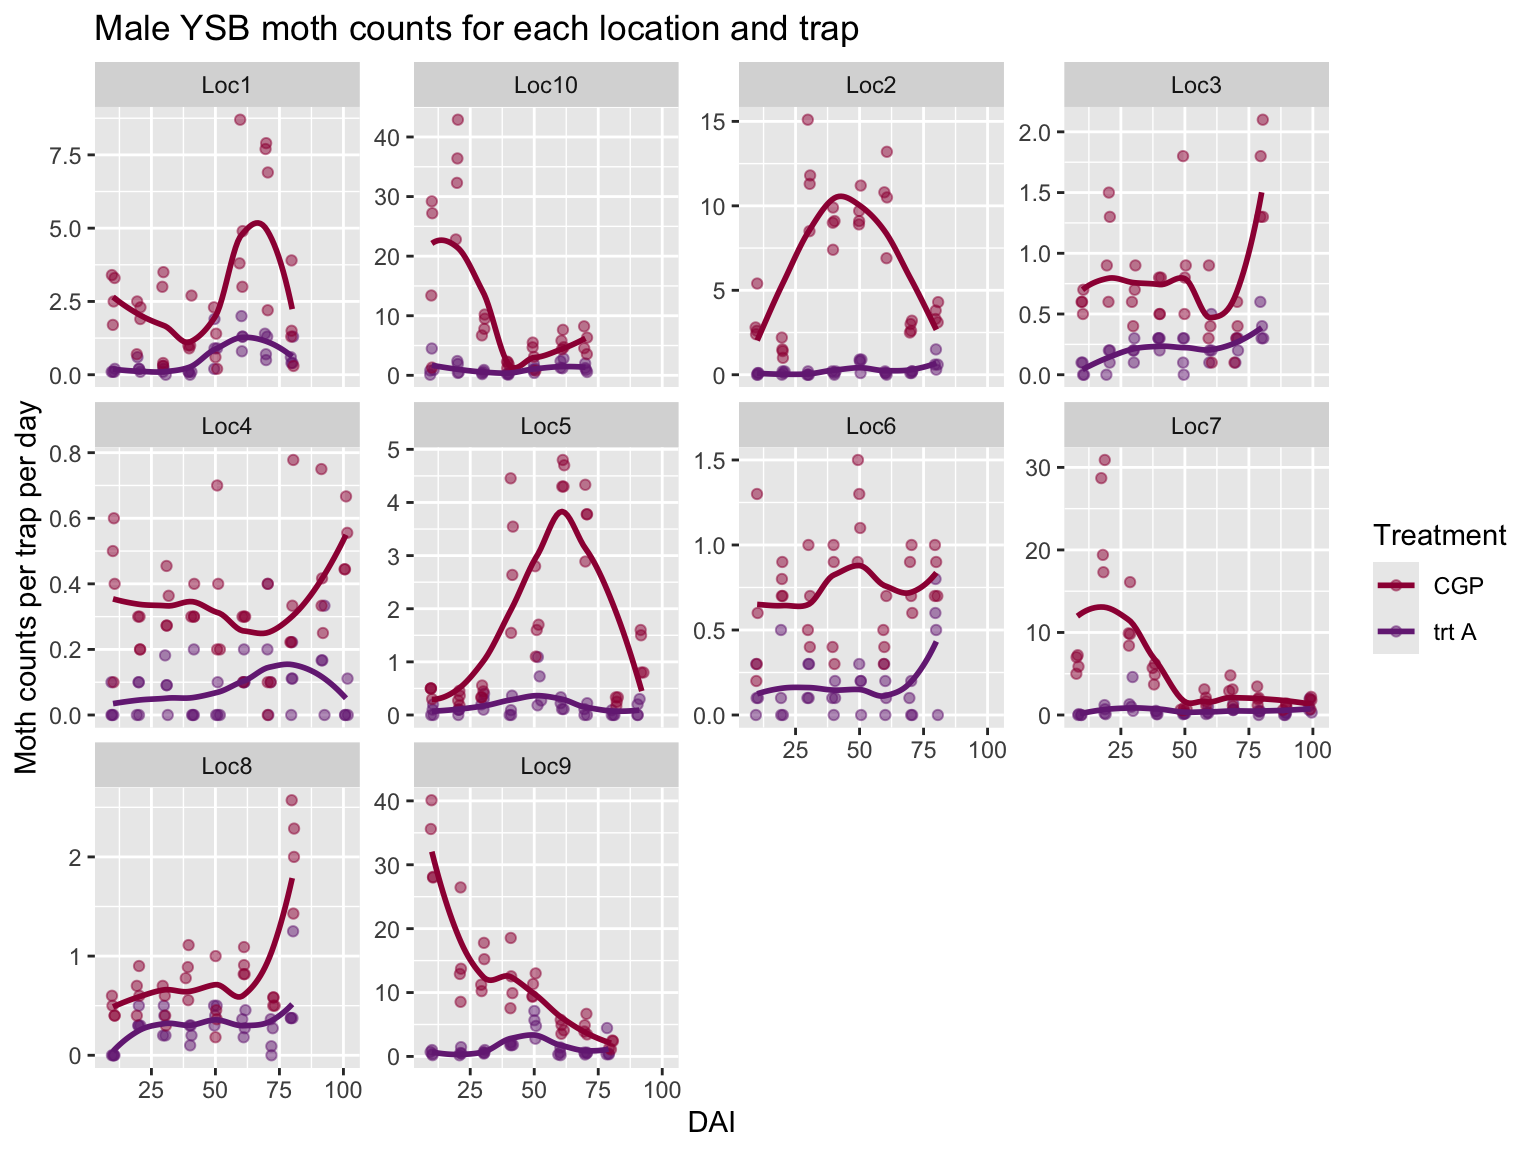 Male YSB moth counts for each location and trap
Loc1 Loc10 Loc2 Loc3
7.5 5.0 2.5 0.0
40 30 20 10 0
15 10 5 0
2.0 1.5 1.0 0.5 0.0
Loc4 Loc5 Loc6 Loc7
0.8 0.6 0.4 0.2 0.0
5 4 3 2 1 0
1.5 1.0 0.5 0.0
30 20 10 0
25 50 75 100 25 50 75 100
Loc8 Loc9
2 1 0
40 30 20 10 0
25 50 75 100 25 50 75 100
Moth counts per trap per day
DAI
Treatment
CGP
trt A